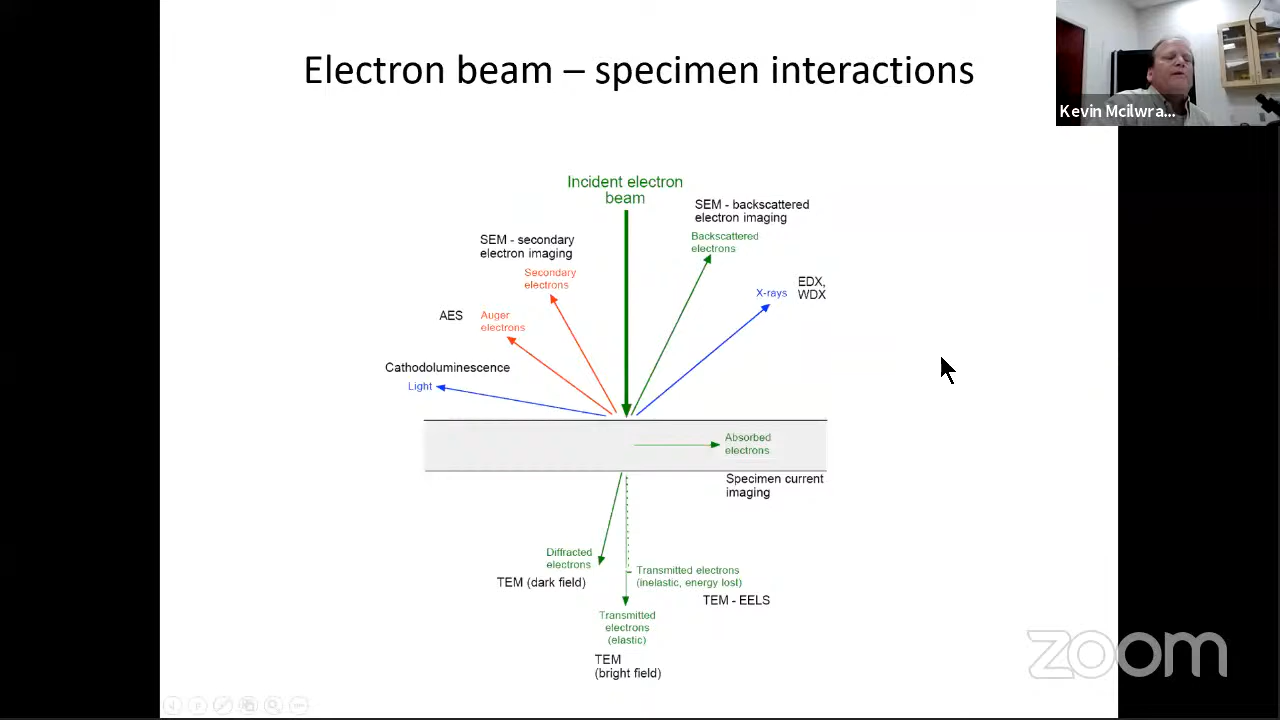 Electron beam – specimen interactions
Kevin Mcilwra...
Incident electron
beam
SEM - backscattered
electron imaging
Backscattered
electrons
SEM - secondary
electron imaging
Secondary
electrons
EDX,
WDX
X-rays
AES
Auger
electrons
Cathodoluminescence
Light
Absorbed
electrons
Specimen current
imaging
Diffracted
electrons
TEM (dark field)
Transmitted electrons
(inelastic, energy lost)
TEM - EELS
Transmitted
electrons
(elastic)
TEM
(bright field)
zoom